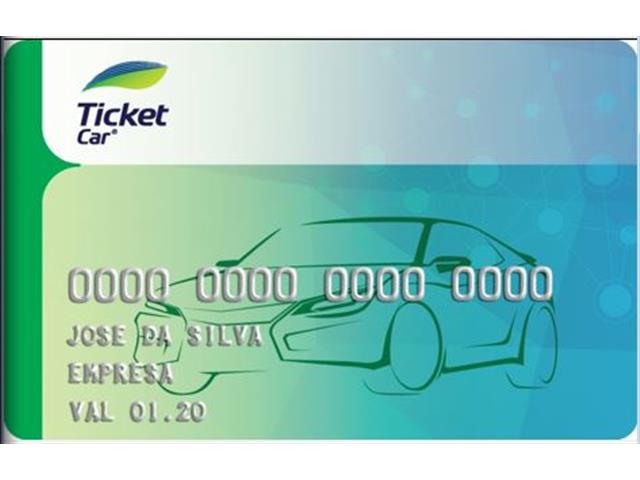 Ticket
Car®
0000 0000 0000 0000
JOSE DA SILVA
EMPRESA
VAL 01.20